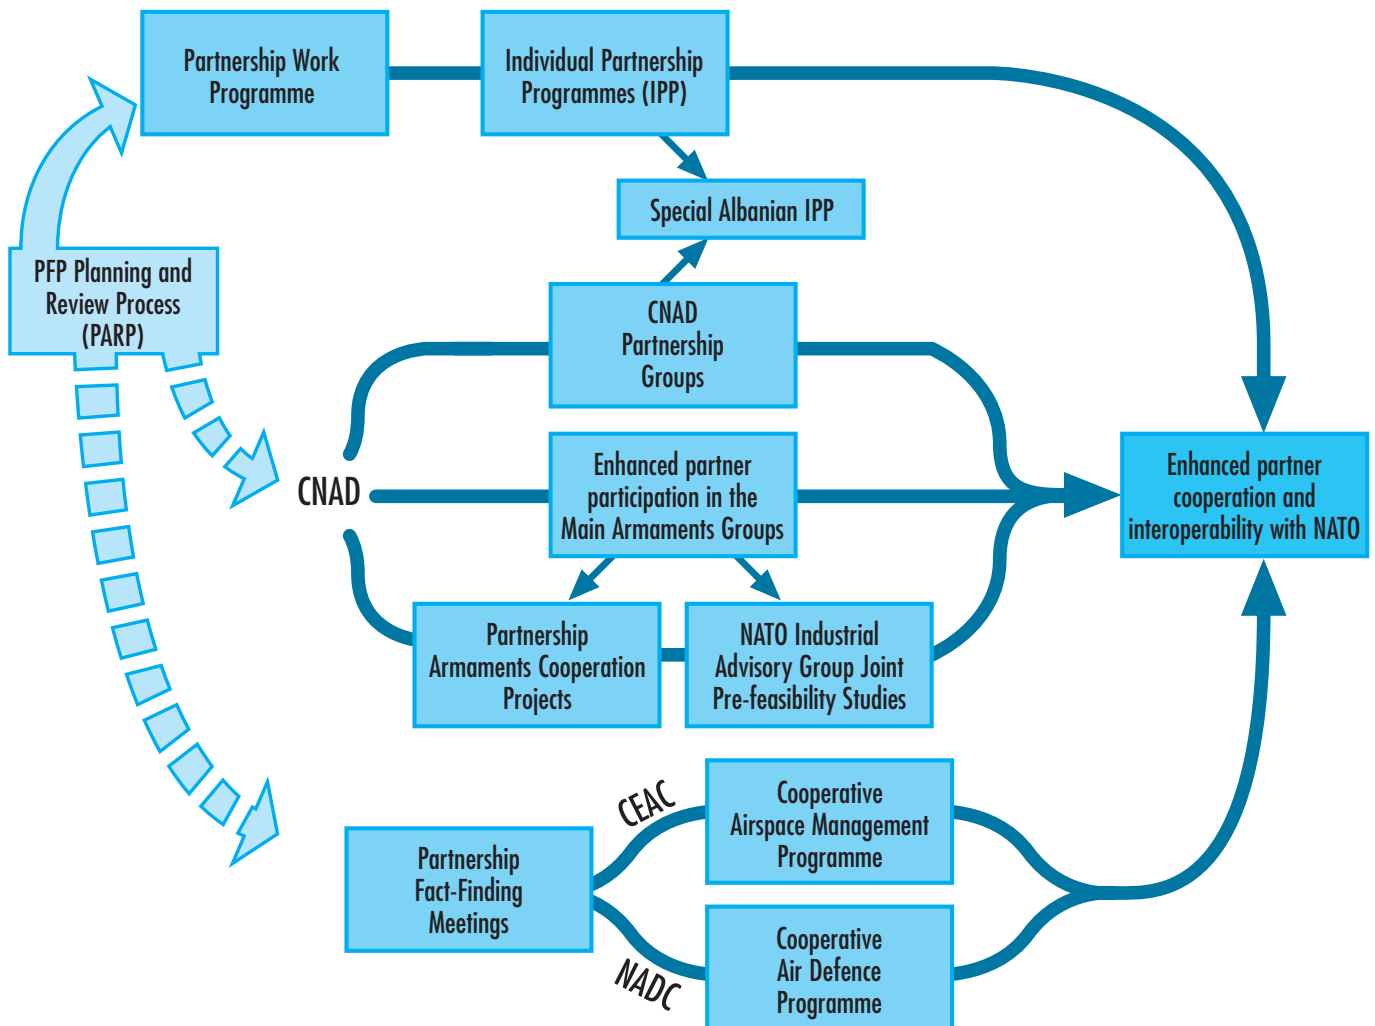 Partnership Work
Programme
Individual Partnership
Programmes (IPP)
Special Albanian IPP
PFP Planning and
Review Process
(PARP)
CNAD
Partnership
Groups
CNAD
Enhanced partner
participation in the
Main Armaments Groups
Enhanced partner
cooperation and
interoperability with NATO
Partnership
Armaments Cooperation
Projects
NATO Industrial
Advisory Group Joint
Pre-feasibility Studies
CEAC
Cooperative
Airspace Management
Programme
Partnership
Fact-Finding
Meetings
NADC
Cooperative
Air Defence
Programme